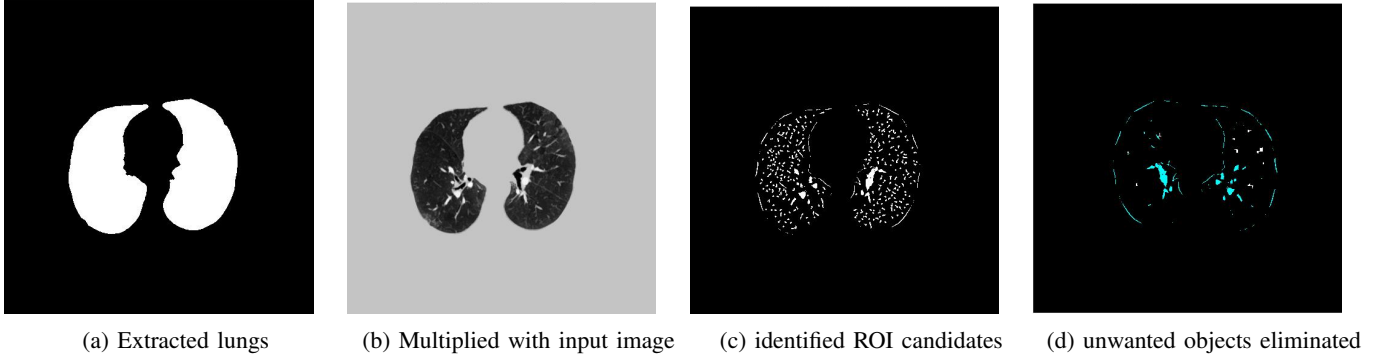 (a) Extracted lungs
(b) Multiplied with input image
(c) identified ROI candidates
(d) unwanted objects eliminated